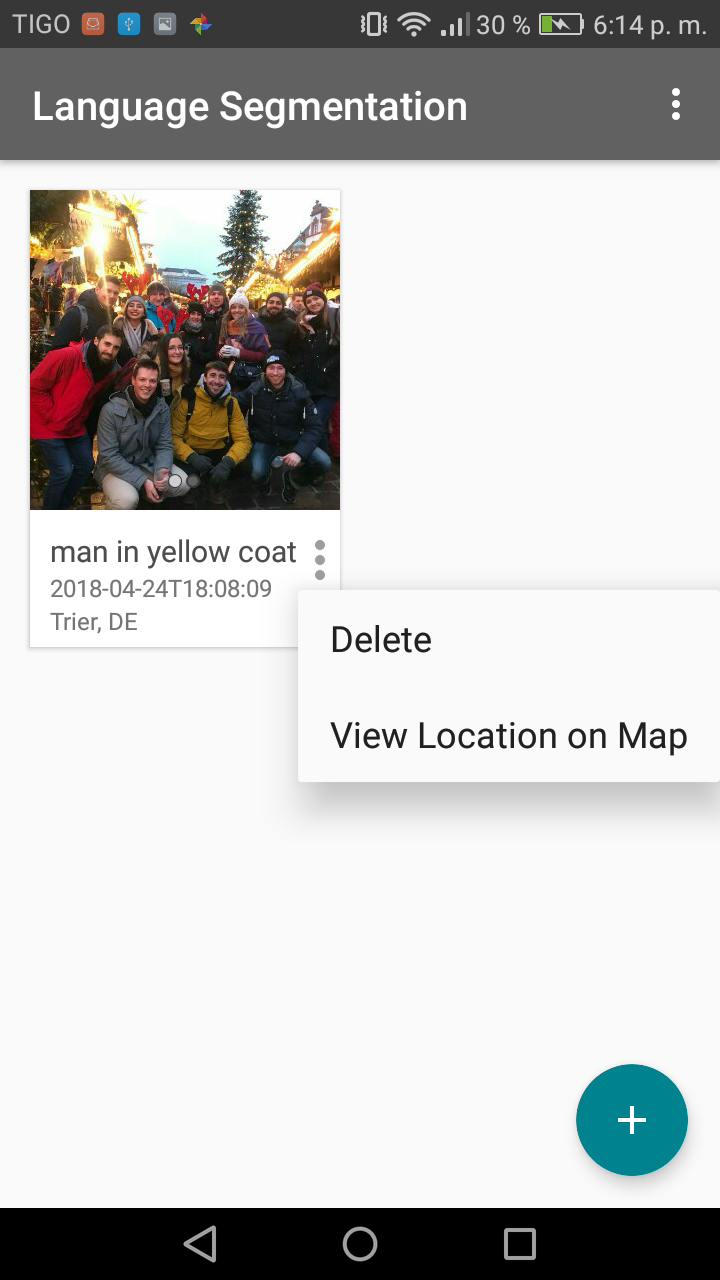 TIGO 30 % 6:14 p. m.
Language Segmentation
man in yellow coat
2018-04-24T18:08:09
Trier, DE
Delete
View Location on Map